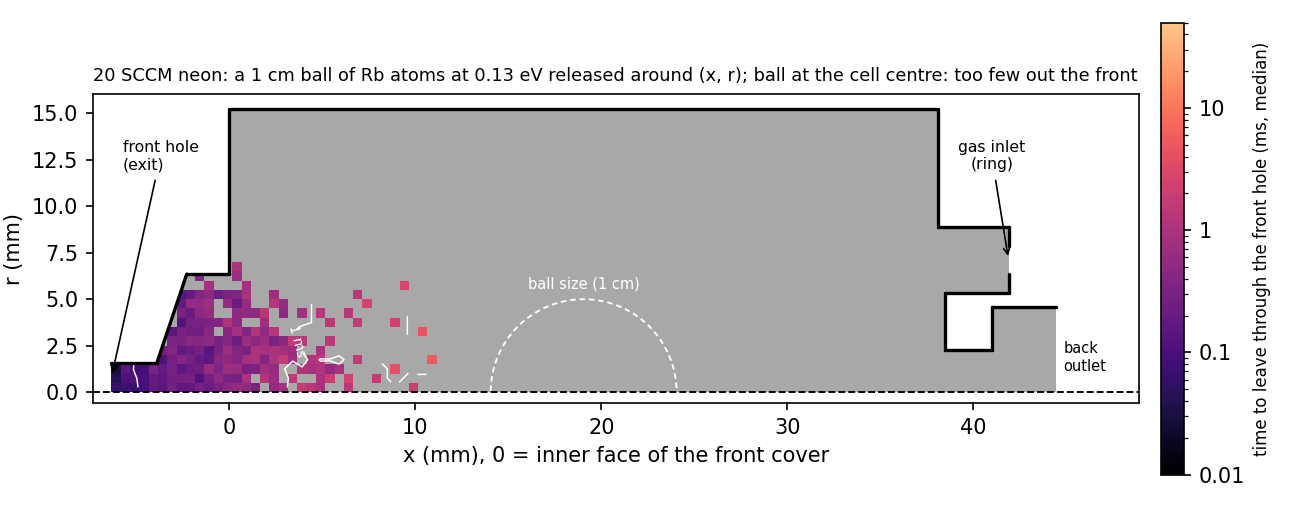 20 SCCM neon: a 1 cm ball of Rb atoms at 0.13 eV released around (x, r); ball at the cell centre: too few out the front
15.0
12.5
10.0
7.5
5.0
2.5
0.0
r (mm)
front hole
(exit)
gas inlet
(ring)
ball size (1 cm)
back
outlet
0
10
20
30
40
x (mm), 0 = inner face of the front cover
10
1
0.1
0.01
time to leave through the front hole (ms, median)